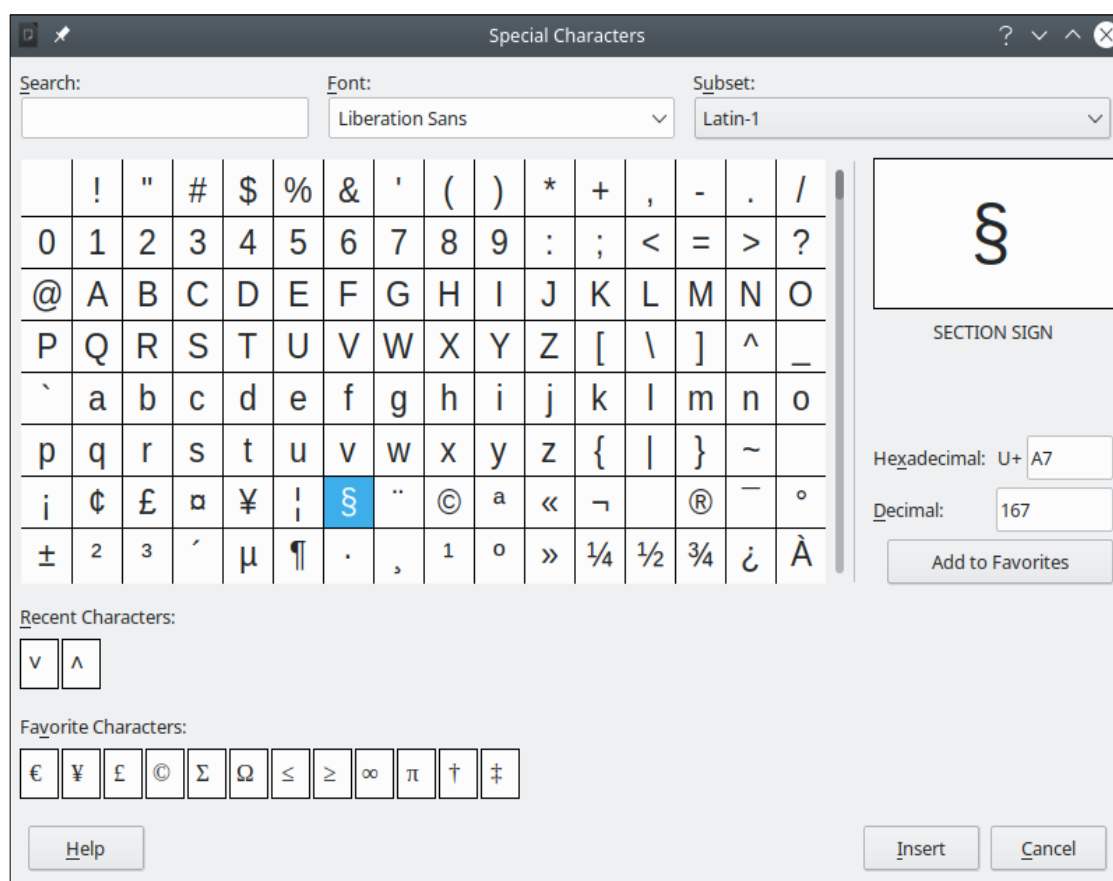 Special Characters
Search: Font: Subset:
Liberation Sans Latin-1
! " # $ % & ' ( ) * + , - . /
0 1 2 3 4 5 6 7 8 9 : ; < = > ?
@ A B C D E F G H I J K L M N O
P Q R S T U V W X Y Z [ \ ] ^ _
` a b c d e f g h i j k l m n o
p q r s t u v w x y z { | } ~
¡ ¢ £ ¤ ¥ ¦ § ¨ © ª « ¬ ® ¯ °
± ² ³ ´ µ ¶ · ¸ ¹ º » ¼ ½ ¾ ¿ À
§
SECTION SIGN
Hexadecimal: U+ A7
Decimal: 167
Add to Favorites
Recent Characters:
˅ ˄
Favorite Characters:
€ ¥ £ © Σ Ω ≤ ≥ ∞ π † ‡
Help Insert Cancel